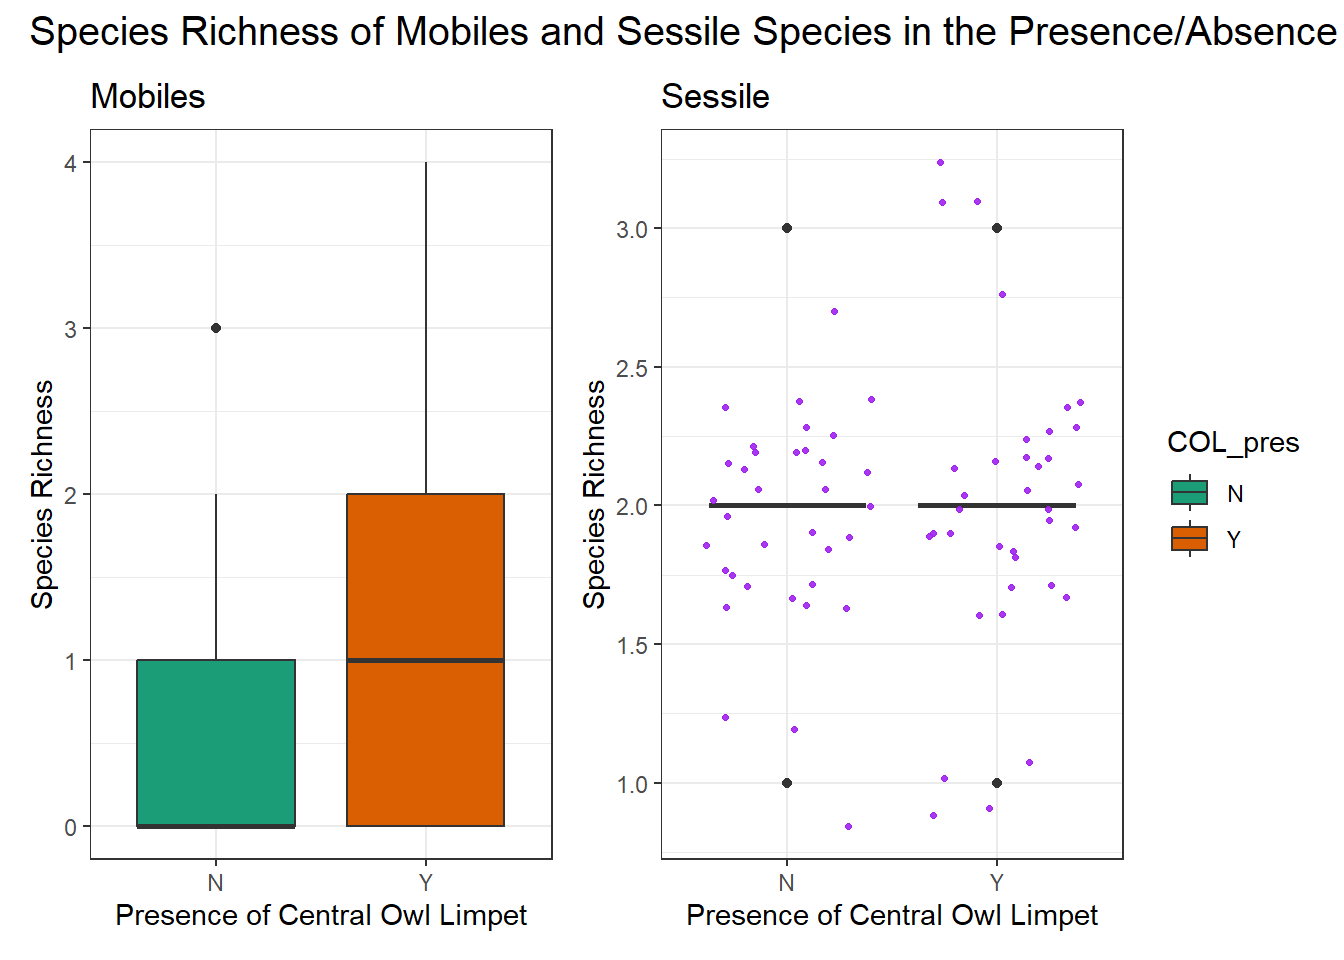 Species Richness of Mobiles and Sessile Species in the Presence/Absence
Mobiles
Species Richness
4
3
2
1
0
N Y
Presence of Central Owl Limpet
Sessile
Species Richness
3.0
2.5
2.0
1.5
1.0
N Y
Presence of Central Owl Limpet
COL_pres
N
Y